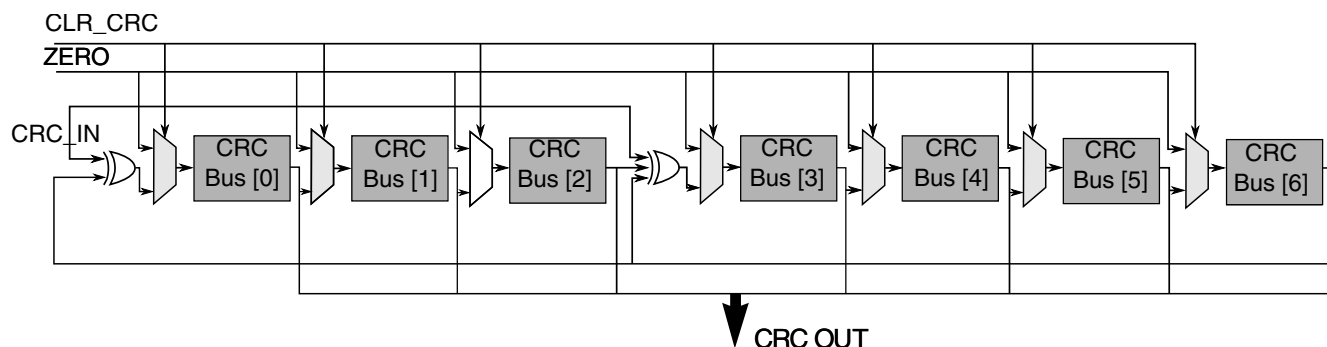 CLR_CRC
ZERO
CRC_IN
CRC
Bus [0]
CRC
Bus [1]
CRC
Bus [2]
CRC
Bus [3]
CRC
Bus [4]
CRC
Bus [5]
CRC
Bus [6]
CRC OUT